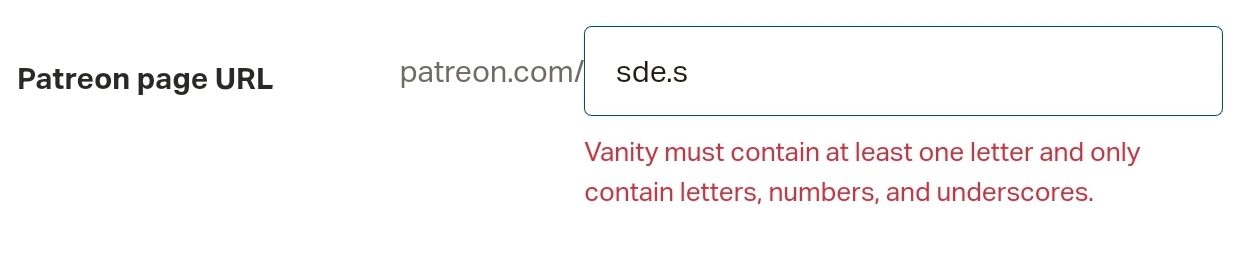 Patreon page URL patreon.com/ sde.s
Vanity must contain at least one letter and only
contain letters, numbers, and underscores.